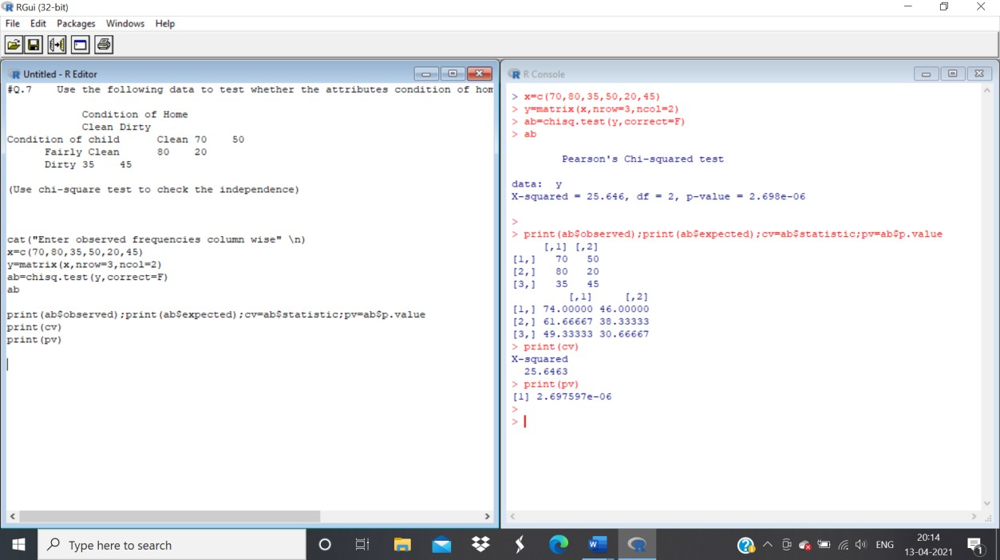 RGui (32-bit)
File Edit Packages Windows Help
Untitled - R Editor
#Q.7 Use the following data to test whether the attributes condition of hom
Condition of Home
Clean Dirty
Condition of child Clean 70 50
Fairly Clean 80 20
Dirty 35 45
(Use chi-square test to check the independence)
cat("Enter observed frequencies column wise" \n)
x=c(70,80,35,50,20,45)
y=matrix(x,nrow=3,ncol=2)
ab=chisq.test(y,correct=F)
ab
print(ab$observed);print(ab$expected);cv=ab$statistic;pv=ab$p.value
print(cv)
print(pv)
R Console
> x=c(70,80,35,50,20,45)
> y=matrix(x,nrow=3,ncol=2)
> ab=chisq.test(y,correct=F)
> ab
Pearson's Chi-squared test
data: y
X-squared = 25.646, df = 2, p-value = 2.698e-06
>
> print(ab$observed);print(ab$expected);cv=ab$statistic;pv=ab$p.value
[,1] [,2]
[1,] 70 50
[2,] 80 20
[3,] 35 45
[,1] [,2]
[1,] 74.00000 46.00000
[2,] 61.66667 38.33333
[3,] 49.33333 30.66667
> print(cv)
X-squared
25.6463
> print(pv)
[1] 2.697597e-06
>
>
Type here to search
ENG
20:14
13-04-2021
1